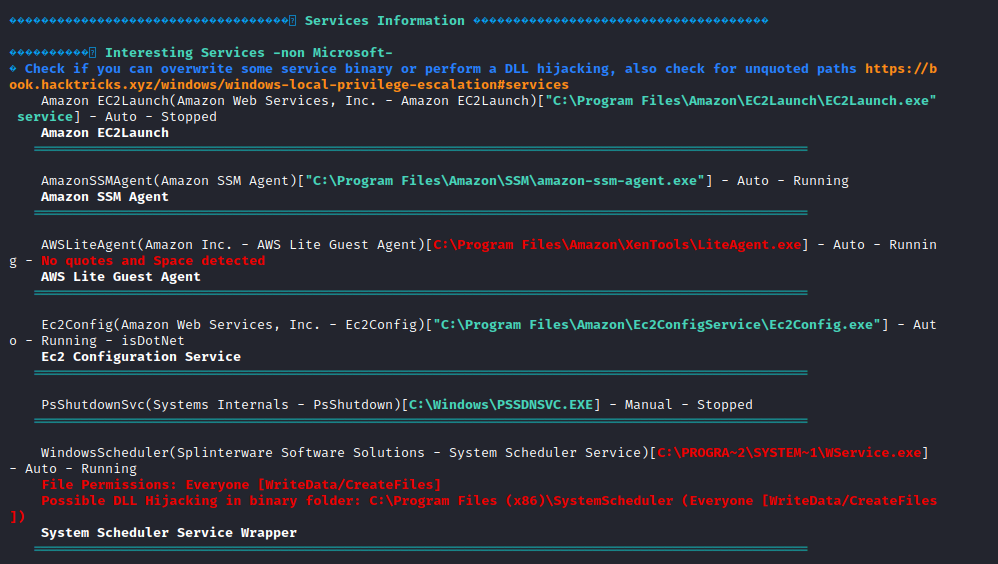 ���������������������������������� Services Information �������������������������������������
���������� Interesting Services -non Microsoft-
� Check if you can overwrite some service binary or perform a DLL hijacking, also check for unquoted paths https://b
ook.hacktricks.xyz/windows/windows-local-privilege-escalation#services
Amazon EC2Launch(Amazon Web Services, Inc. - Amazon EC2Launch)["C:\Program Files\Amazon\EC2Launch\EC2Launch.exe"
service] - Auto - Stopped
Amazon EC2Launch
AmazonSSMAgent(Amazon SSM Agent)["C:\Program Files\Amazon\SSM\amazon-ssm-agent.exe"] - Auto - Running
Amazon SSM Agent
AWSLiteAgent(Amazon Inc. - AWS Lite Guest Agent)[C:\Program Files\Amazon\XenTools\LiteAgent.exe] - Auto - Runnin
g - No quotes and Space detected
AWS Lite Guest Agent
Ec2Config(Amazon Web Services, Inc. - Ec2Config)["C:\Program Files\Amazon\Ec2ConfigService\Ec2Config.exe"] - Aut
o - Running - isDotNet
Ec2 Configuration Service
PsShutdownSvc(Systems Internals - PsShutdown)[C:\Windows\PSSDNSVC.EXE] - Manual - Stopped
WindowsScheduler(Splinterware Software Solutions - System Scheduler Service)[C:\PROGRA~2\SYSTEM~1\WService.exe]
- Auto - Running
File Permissions: Everyone [WriteData/CreateFiles]
Possible DLL Hijacking in binary folder: C:\Program Files (x86)\SystemScheduler (Everyone [WriteData/CreateFiles
])
System Scheduler Service Wrapper